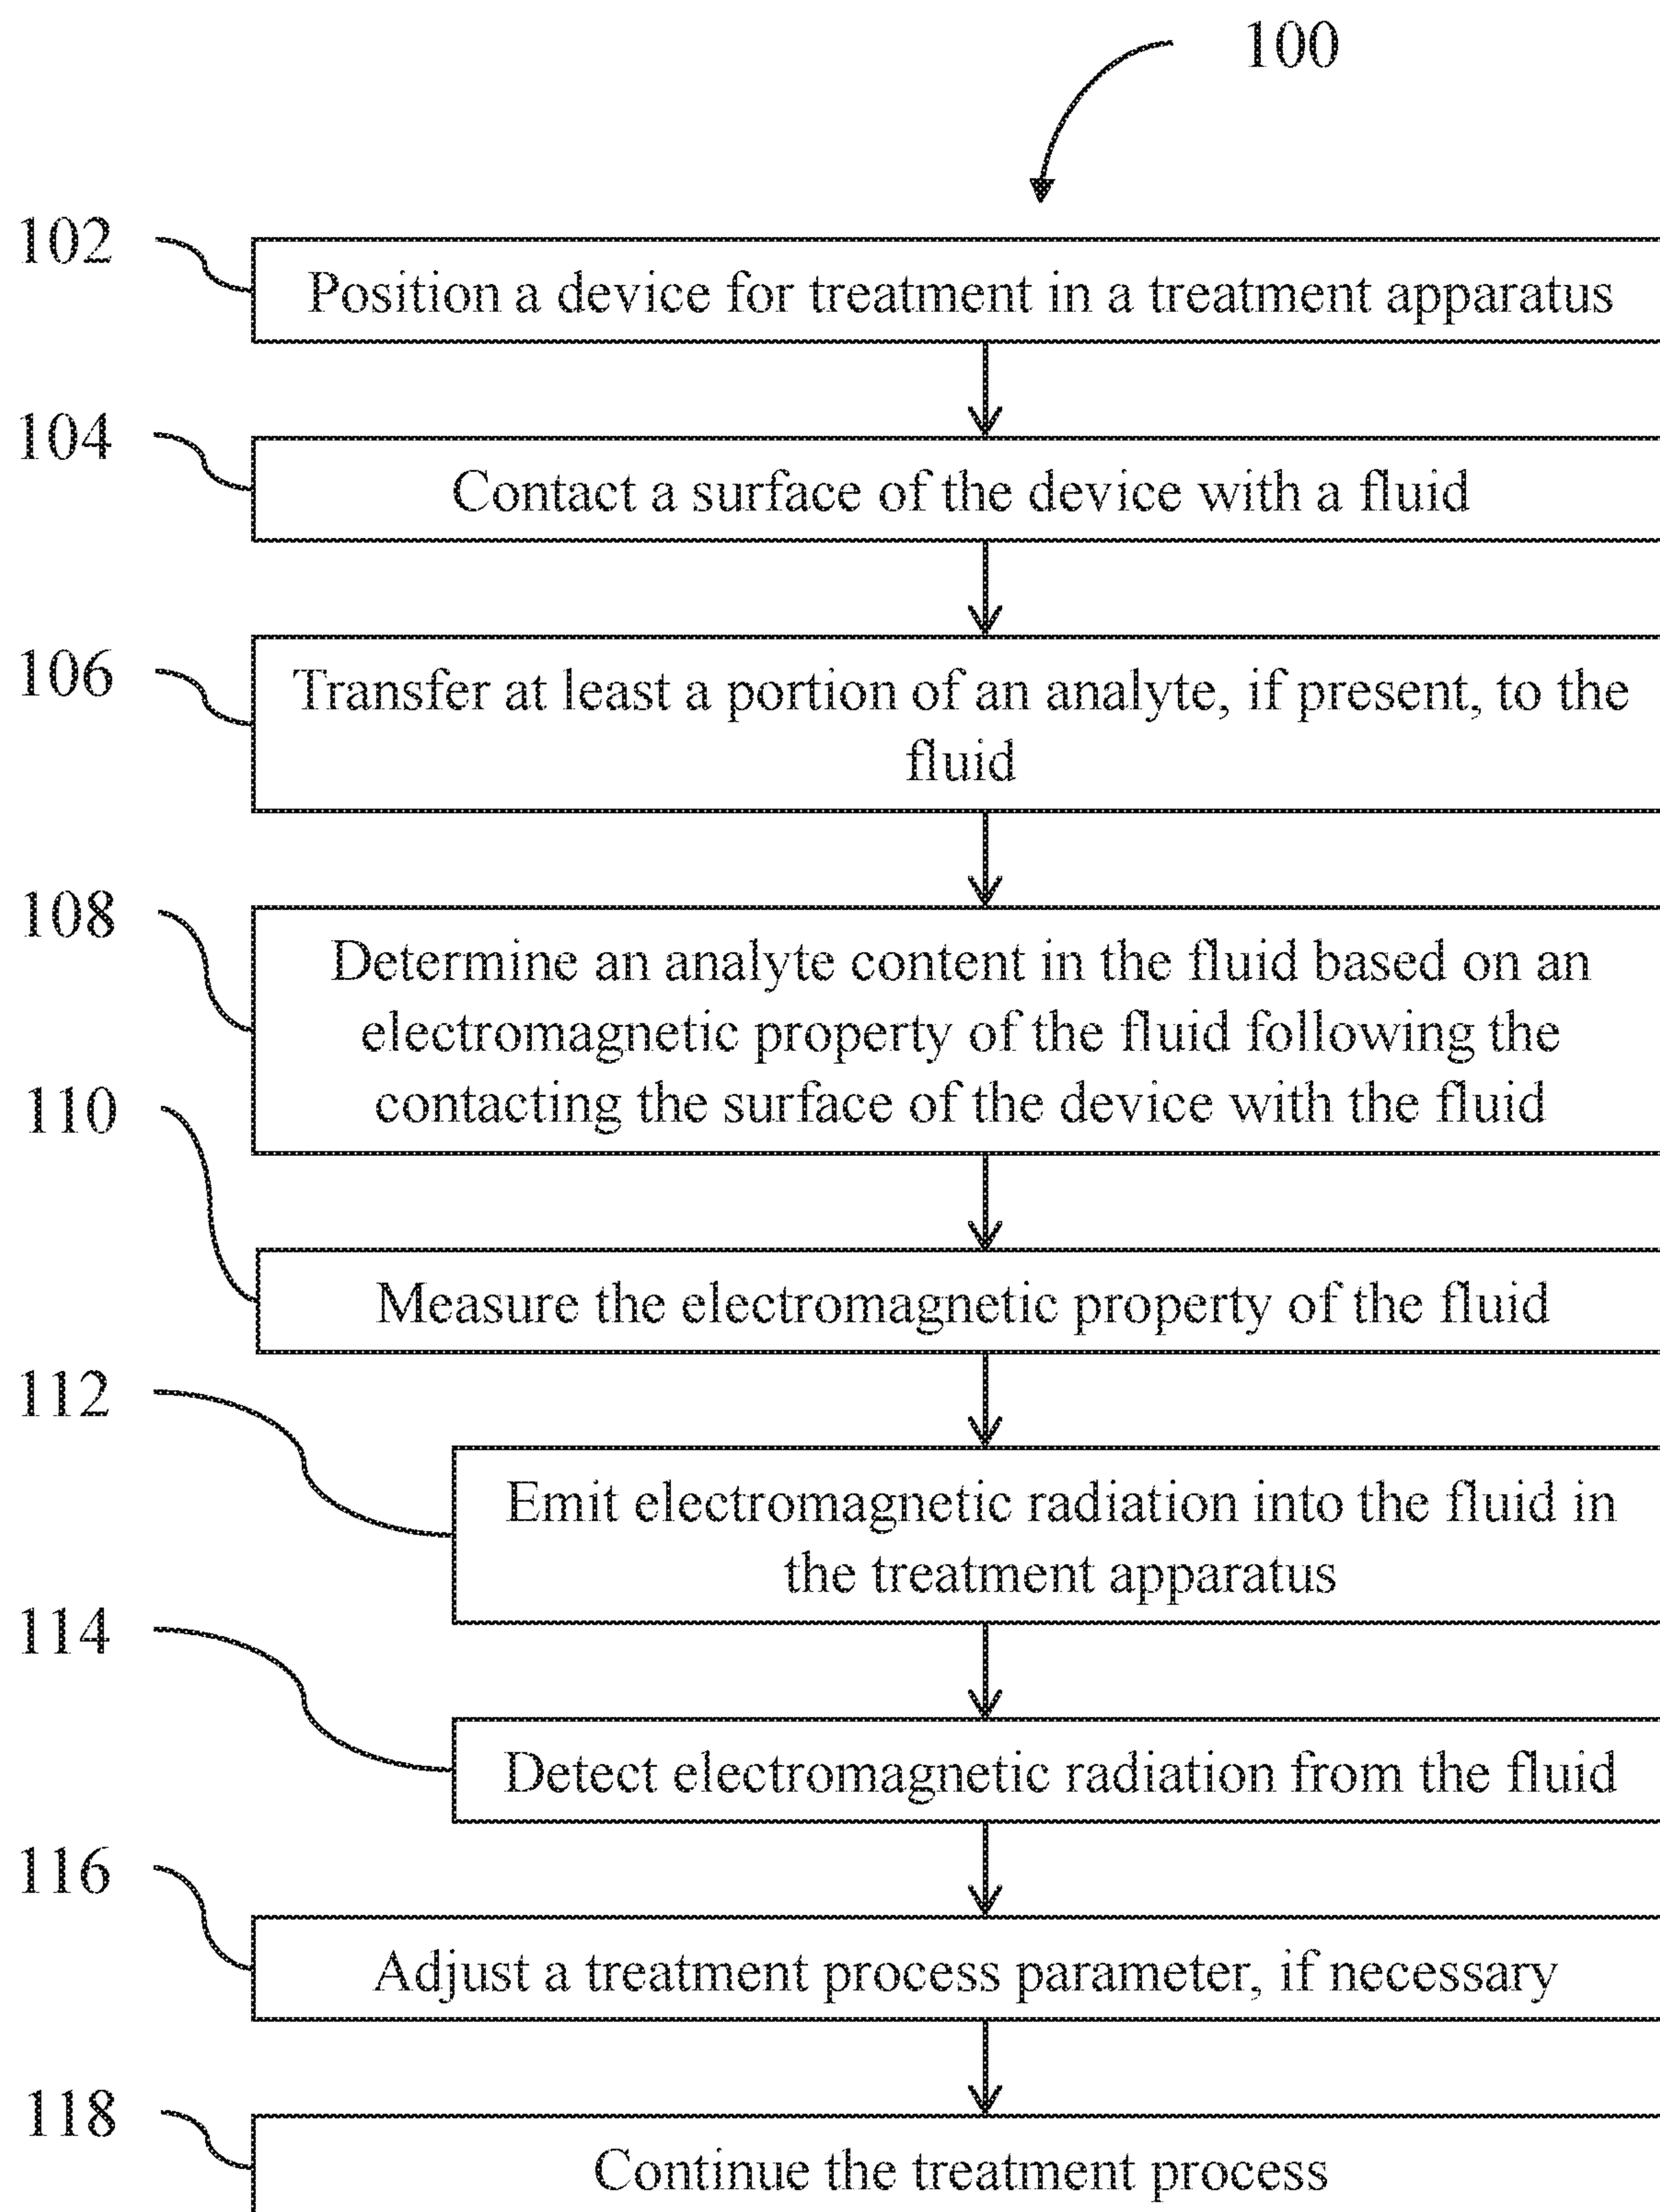 100
102
Position a device for treatment in a treatment apparatus
104
Contact a surface of the device with a fluid
106
Transfer at least a portion of an analyte, if present, to the
fluid
108
Determine an analyte content in the fluid based on an
electromagnetic property of the fluid following the
contacting the surface of the device with the fluid
110
Measure the electromagnetic property of the fluid
112
Emit electromagnetic radiation into the fluid in
the treatment apparatus
114
Detect electromagnetic radiation from the fluid
116
Adjust a treatment process parameter, if necessary
118
Continue the treatment process